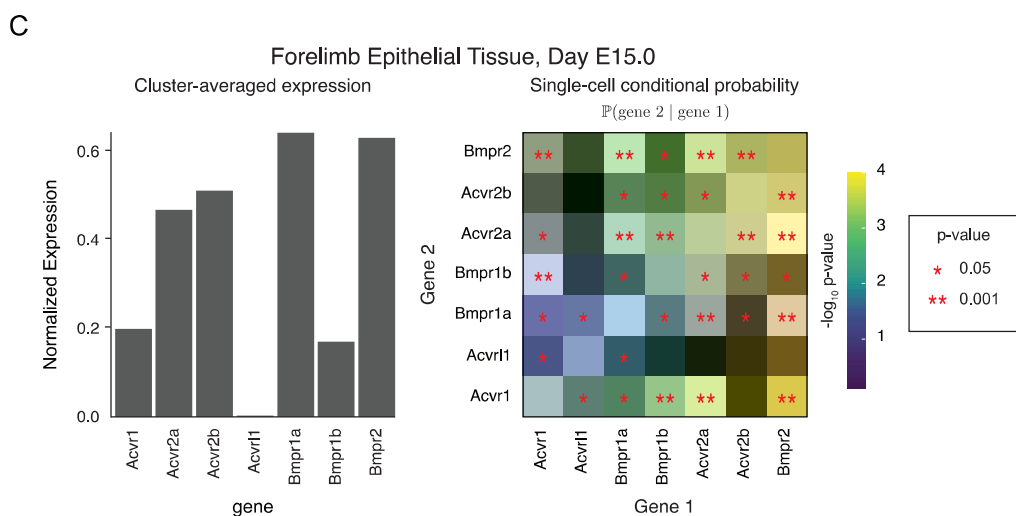 C
Forelimb Epithelial Tissue, Day E15.0
Cluster-averaged expression
Normalized Expression
0.6
0.4
0.2
0.0
Acvr1
Acvr2a
Acvr2b
Acvrl1
Bmpr1a
Bmpr1b
Bmpr2
gene
Single-cell conditional probability
ℙ(gene 2 | gene 1)
Gene 2
Bmpr2
Acvr2b
Acvr2a
Bmpr1b
Bmpr1a
Acvrl1
Acvr1
** ** * ** **
* * * **
* ** ** ** **
** * * * *
* * * ** * **
* *
* * ** ** **
Acvr1
Acvrl1
Bmpr1a
Bmpr1b
Acvr2a
Acvr2b
Bmpr2
Gene 1
4
3
2
1
-log10 p-value
p-value
* 0.05
** 0.001